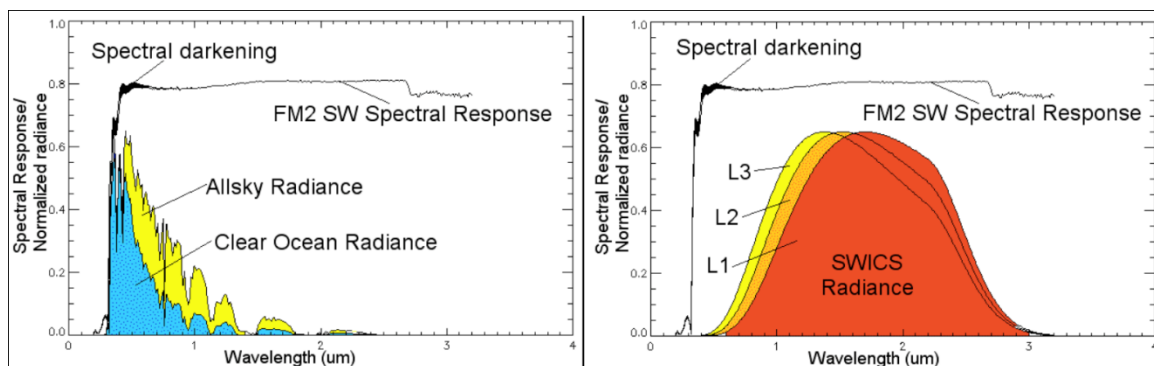 Spectral Response/
Normalized radiance
1.0
0.8
0.6
0.4
0.2
0.0
Spectral darkening
FM2 SW Spectral
Response
Allsky Radiance
Clear Ocean Radiance
0 1 2 3 4
Wavelength (um)
Spectral Response/
Normalized radiance
1.0
0.8
0.6
0.4
0.2
0.0
Spectral darkening
FM2 SW Spectral
Response
L3
L2
L1
SWICS
Radiance
0 1 2 3 4
Wavelength (um)